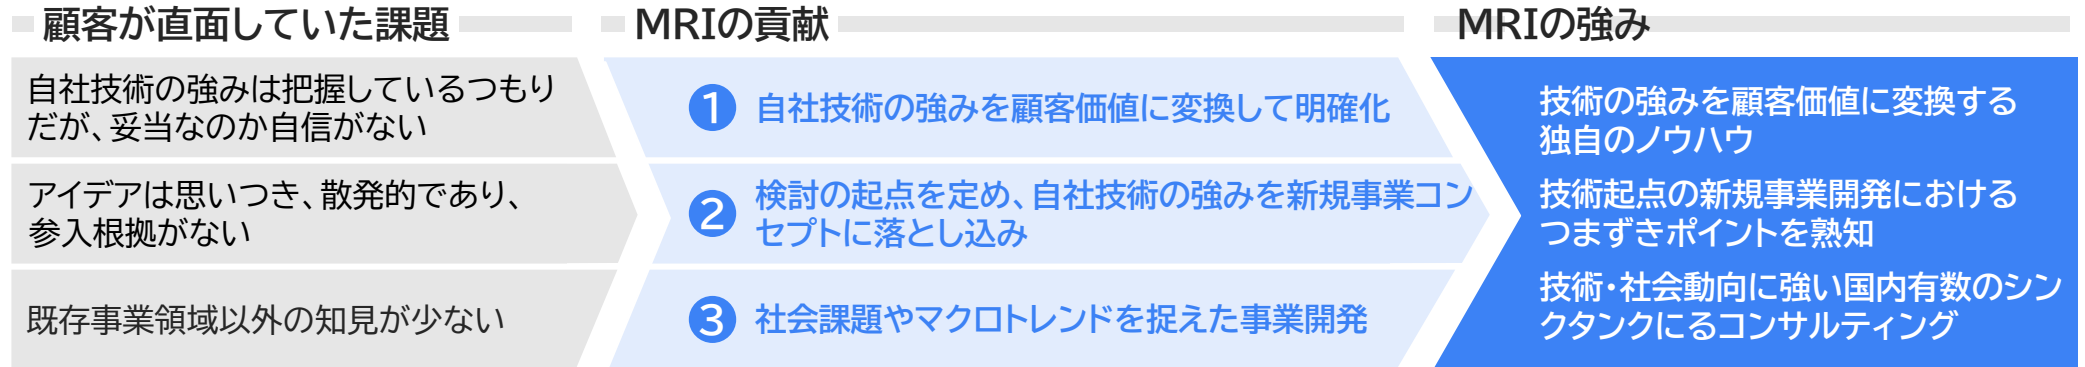 顧客が直面していた課題
MRIの貢献
MRIの強み
自社技術の強みは把握しているつもり
だが、妥当なのか自信がない
❶ 自社技術の強みを顧客価値に変換して明確化
技術の強みを顧客価値に変換する
独自のノウハウ
アイデアは思いつき、散発的であり、
参入根拠がない
❷ 検討の起点を定め、自社技術の強みを新規事業コン
セプトに落とし込み
技術起点の新規事業開発における
つまずきポイントを熟知
既存事業領域以外の知見が少ない
❸ 社会課題やマクロトレンドを捉えた事業開発
技術・社会動向に強い国内有数のシン
クタンクにるコンサルティング